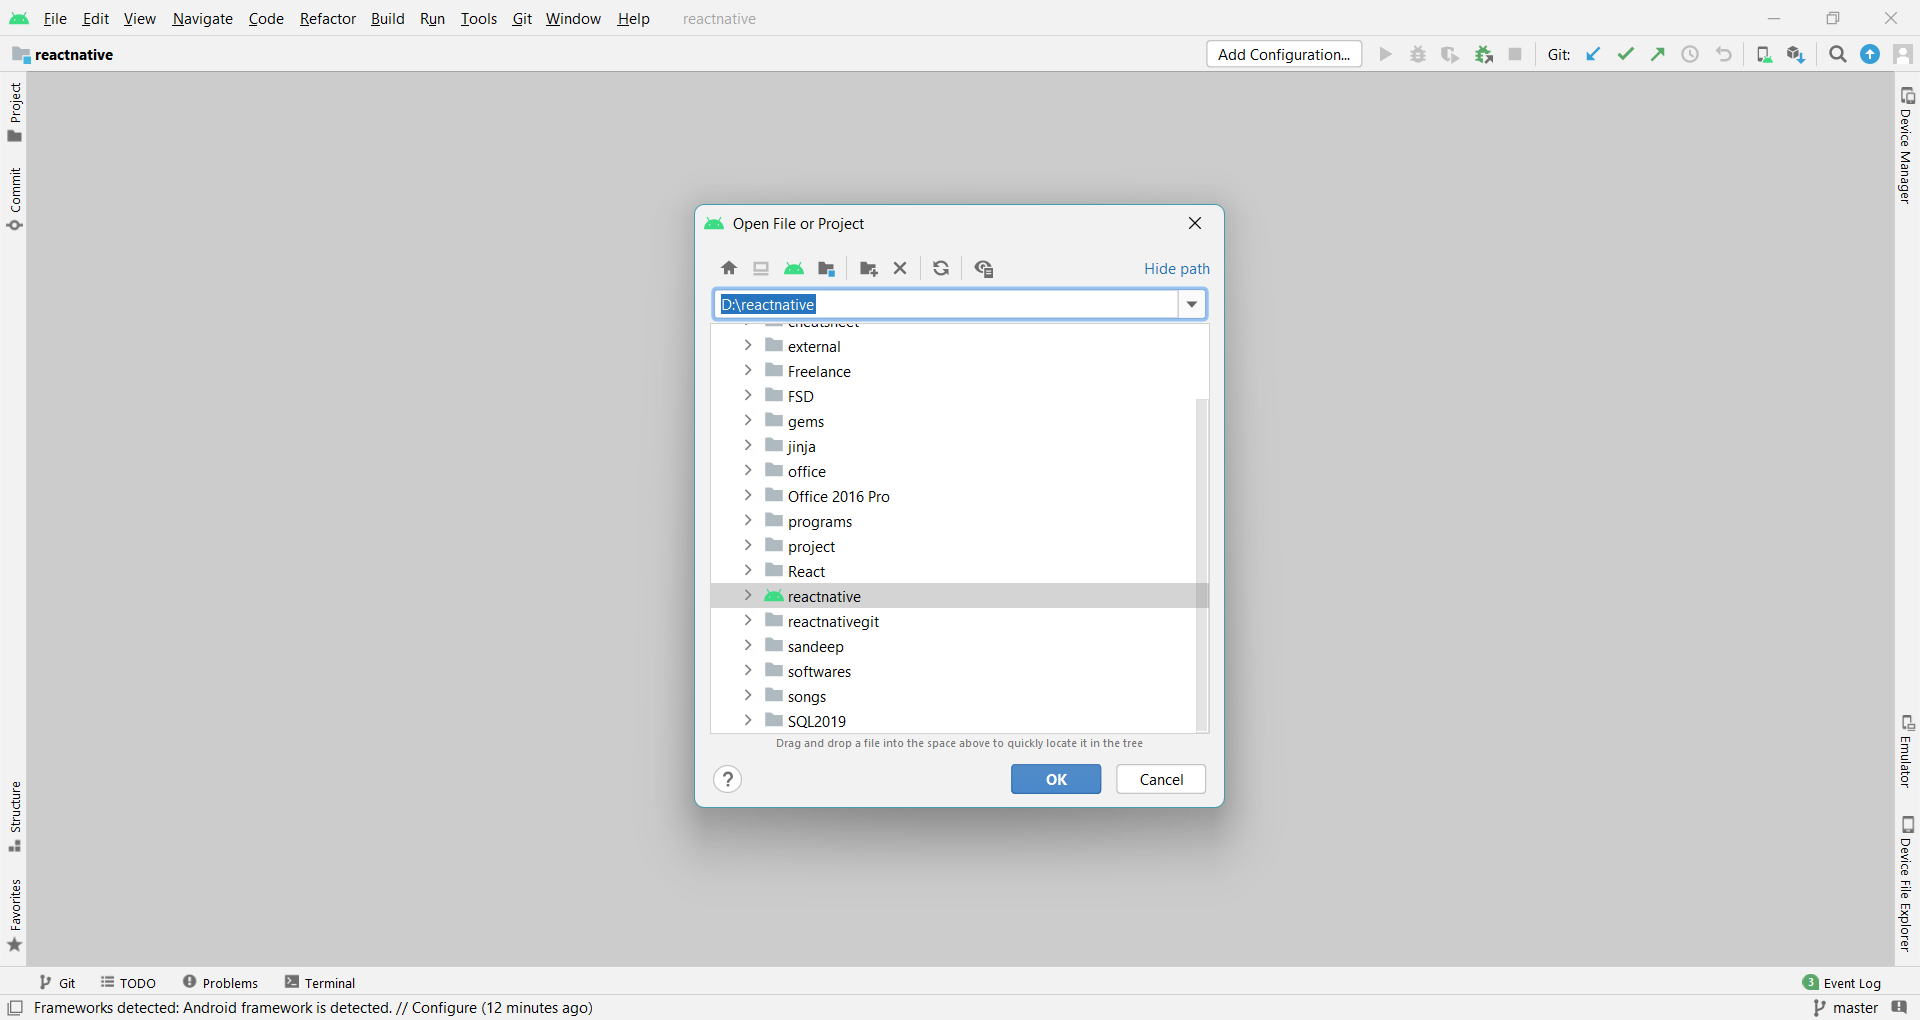 File Edit View Navigate Code Refactor Build Run Tools Git Window Help reactnative
reactnative
Add Configuration...
Git:
Project
Commit
Structure
Favorites
Device Manager
Emulator
Device File Explorer
Open File or Project
Hide path
D:\reactnative
cheatsheet
external
Freelance
FSD
gems
jinja
office
Office 2016 Pro
programs
project
React
reactnative
reactnativegit
sandeep
softwares
songs
SQL2019
Drag and drop a file into the space above to quickly locate it in the tree
?
OK
Cancel
Git TODO Problems Terminal
3 Event Log
Frameworks detected: Android framework is detected. // Configure (12 minutes ago)
master